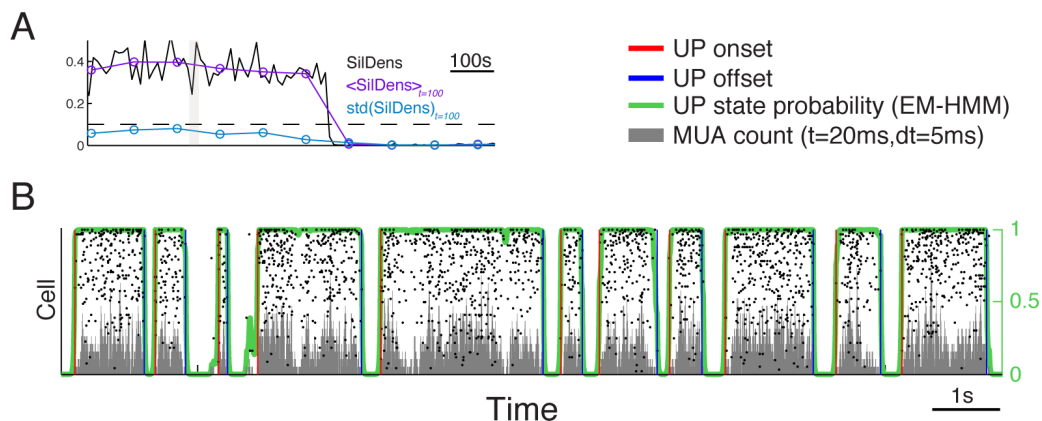 A
0.4
0.2
0
SilDens
<SilDens>t=100
std(SilDens)t=100
100s
UP onset
UP offset
UP state probability (EM-HMM)
MUA count (t=20ms,dt=5ms)
B
Cell
1
0.5
0
Time
1s